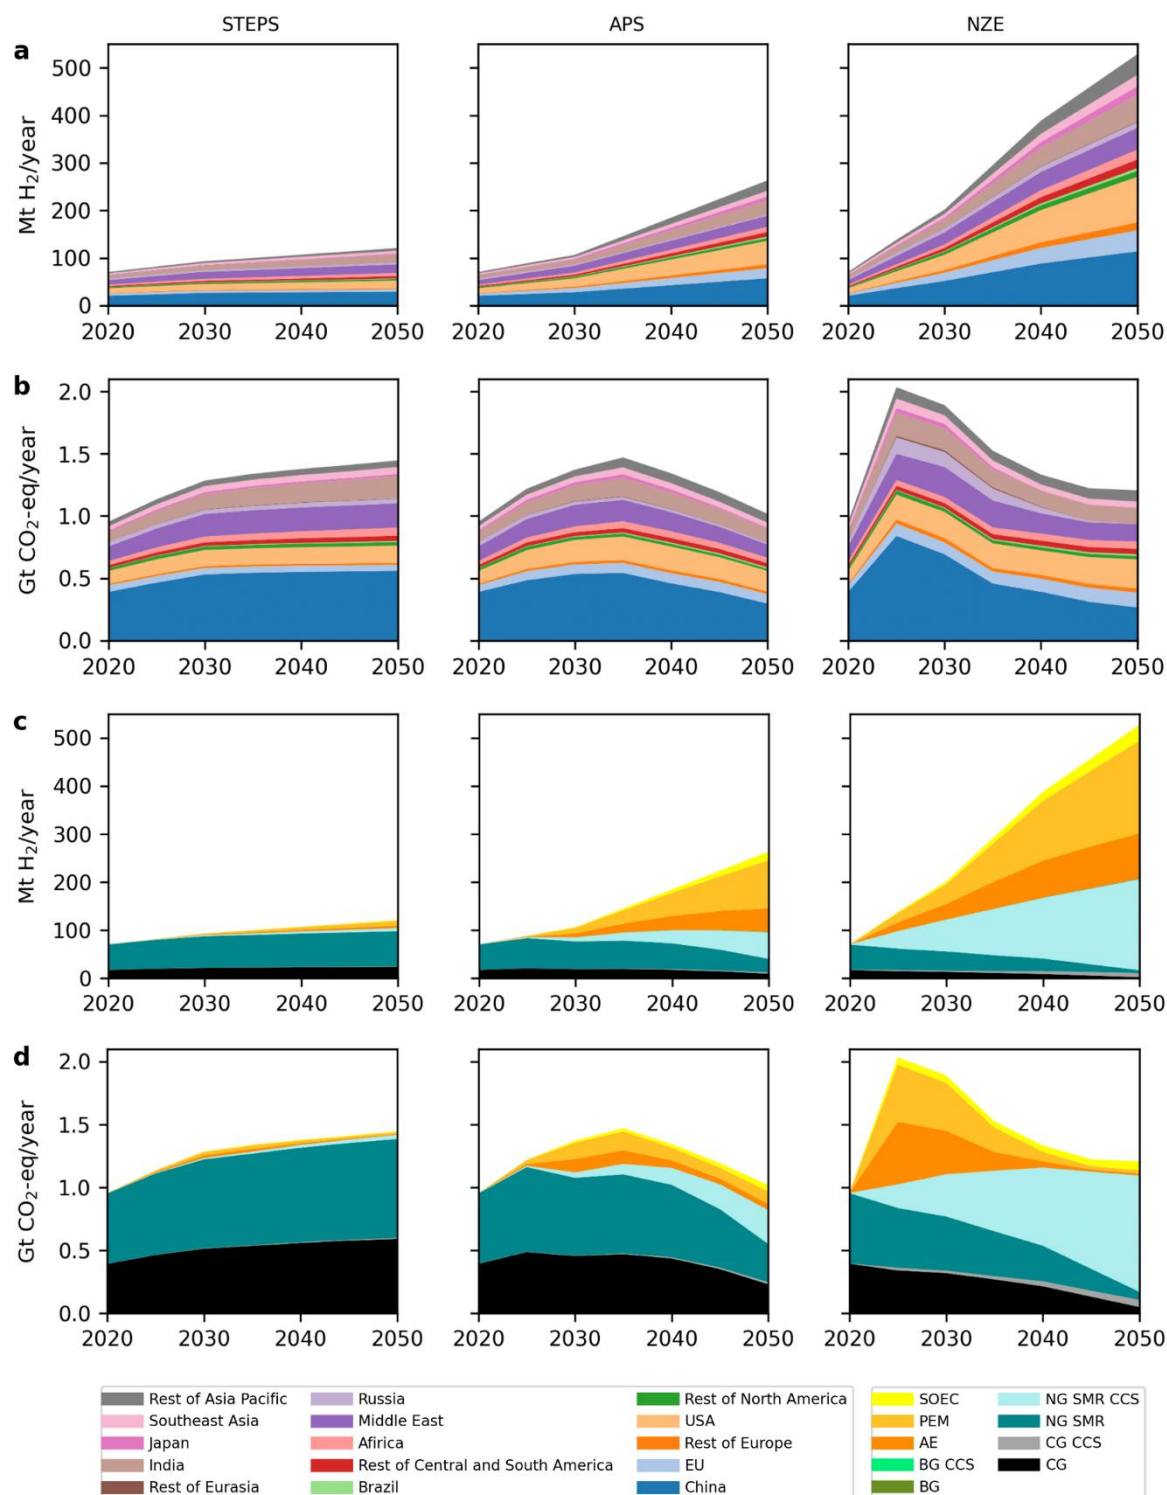 STEPS APS NZE
a
Mt H₂/year
500
400
300
200
100
0
2020 2030 2040 2050 2020 2030 2040 2050 2020 2030 2040 2050
b
Gt CO₂-eq/year
2.0
1.5
1.0
0.5
0.0
2020 2030 2040 2050 2020 2030 2040 2050 2020 2030 2040 2050
c
Mt H₂/year
500
400
300
200
100
0
2020 2030 2040 2050 2020 2030 2040 2050 2020 2030 2040 2050
d
Gt CO₂-eq/year
2.0
1.5
1.0
0.5
0.0
2020 2030 2040 2050 2020 2030 2040 2050 2020 2030 2040 2050
Rest of Asia Pacific Russia Rest of North America SOEC NG SMR CCS
Southeast Asia Middle East USA PEM NG SMR
Japan Afirica Rest of Europe AE CG CCS
India Rest of Central and South America EU BG CCS CG
Rest of Eurasia Brazil China BG